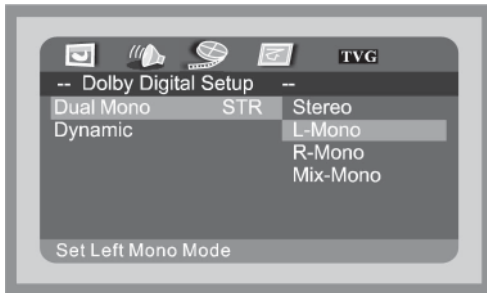 TVG
-- Dolby Digital Setup --
Dual Mono STR Stereo
Dynamic L-Mono
R-Mono
Mix-Mono
Set Left Mono Mode